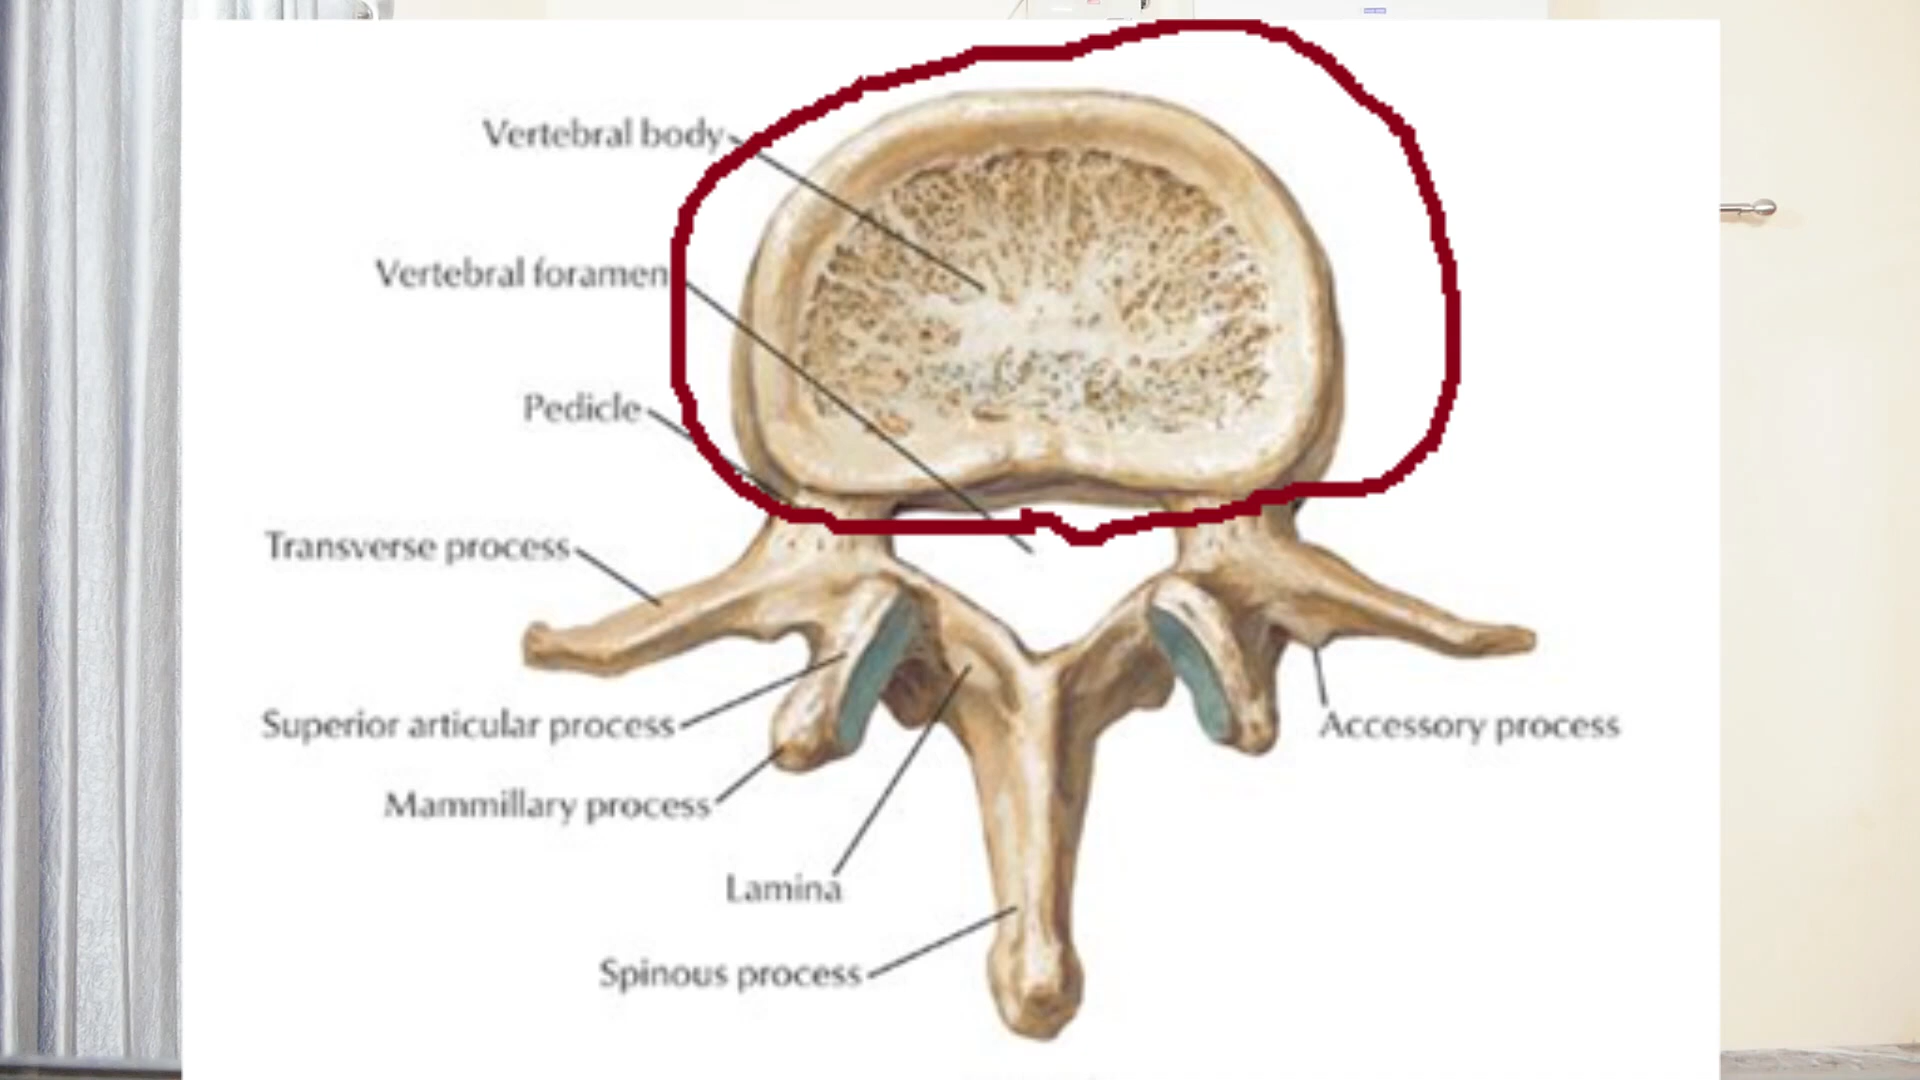 Vertebral body
Vertebral foramen
Pedicle
Transverse process
Superior articular process
Accessory process
Mammillary process
Lamina
Spinous process